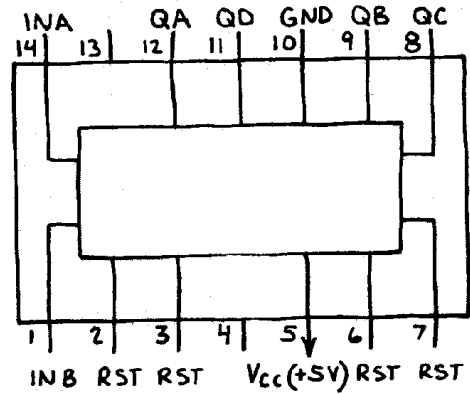 INA QA QD GND QB QC
14 13 12 11 10 9 8
1 2 3 4 5 6 7
INB RST RST Vcc(+5V) RST RST